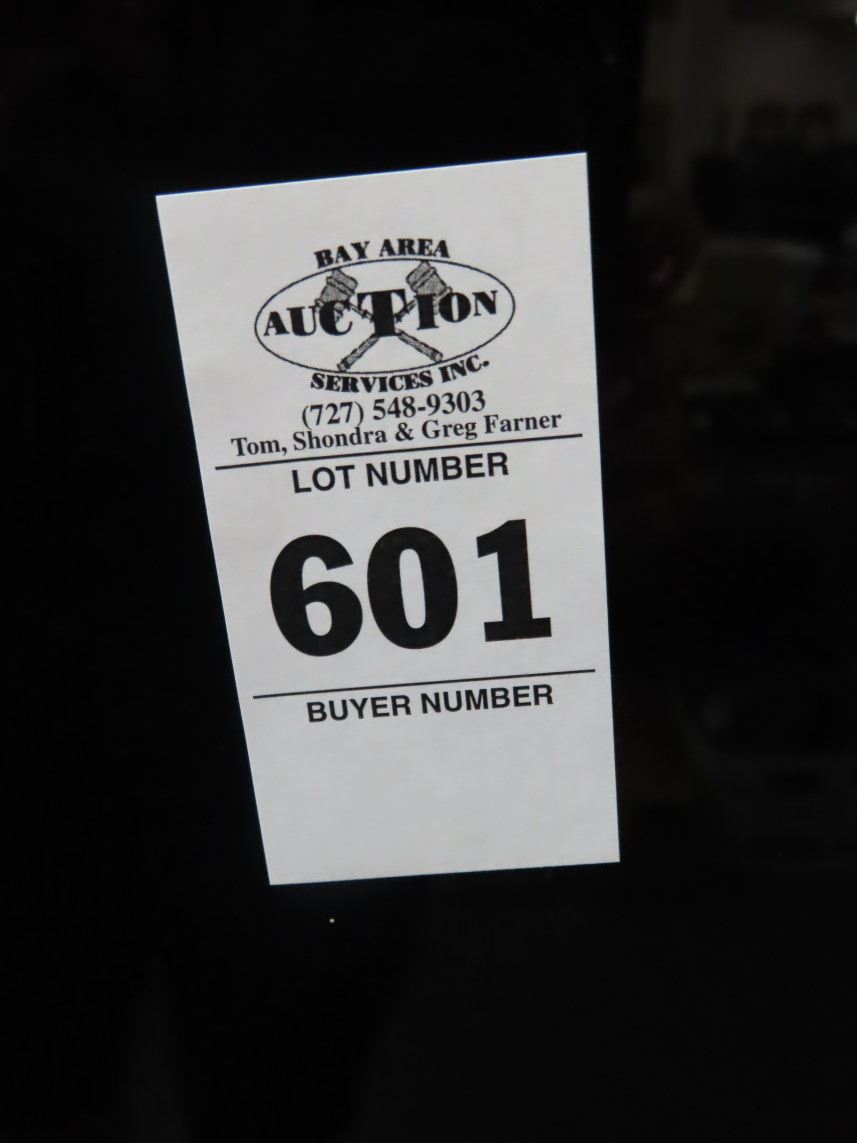 BAY AREA
AUCTION
SERVICES INC.
(727) 548-9303
Tom, Shondra & Greg Farner
LOT NUMBER
601
BUYER NUMBER